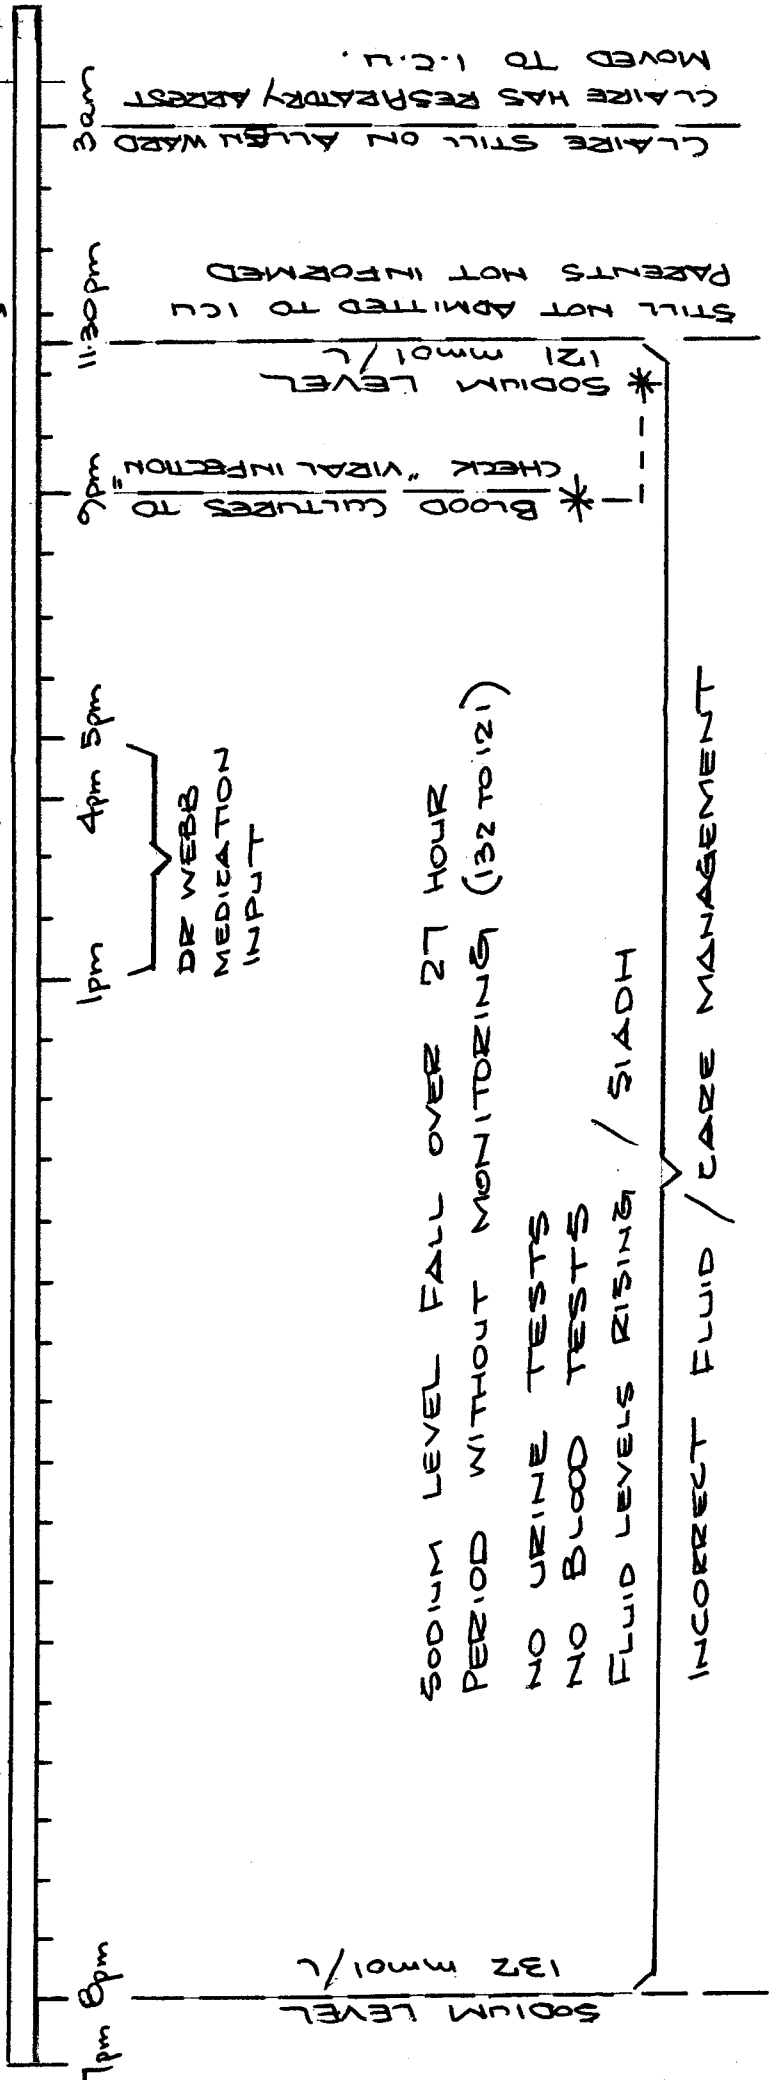 7pm 8pm 1pm 4pm 5pm 9pm 11.30pm 3am
SODIUM LEVEL
132 mmol/L
DR WEBB
MEDICATION
INPUT
SODIUM LEVEL FALL OVER 27 HOUR
PERIOD WITHOUT MONITORING (132 TO 121)
NO URINE TESTS
NO BLOOD TESTS
FLUID LEVELS RISING / SIADH
INCORRECT FLUID / CARE MANAGEMENT
BLOOD CULTURES TO
CHECK "VIRAL INFECTION"
SODIUM LEVEL
121 mmol/L
STILL NOT ADMITTED TO ICU
PARENTS NOT INFORMED
CLAIRE STILL ON ALLEN WARD
CLAIRE HAS RESPIRATORY ARREST
MOVED TO I.C.U.